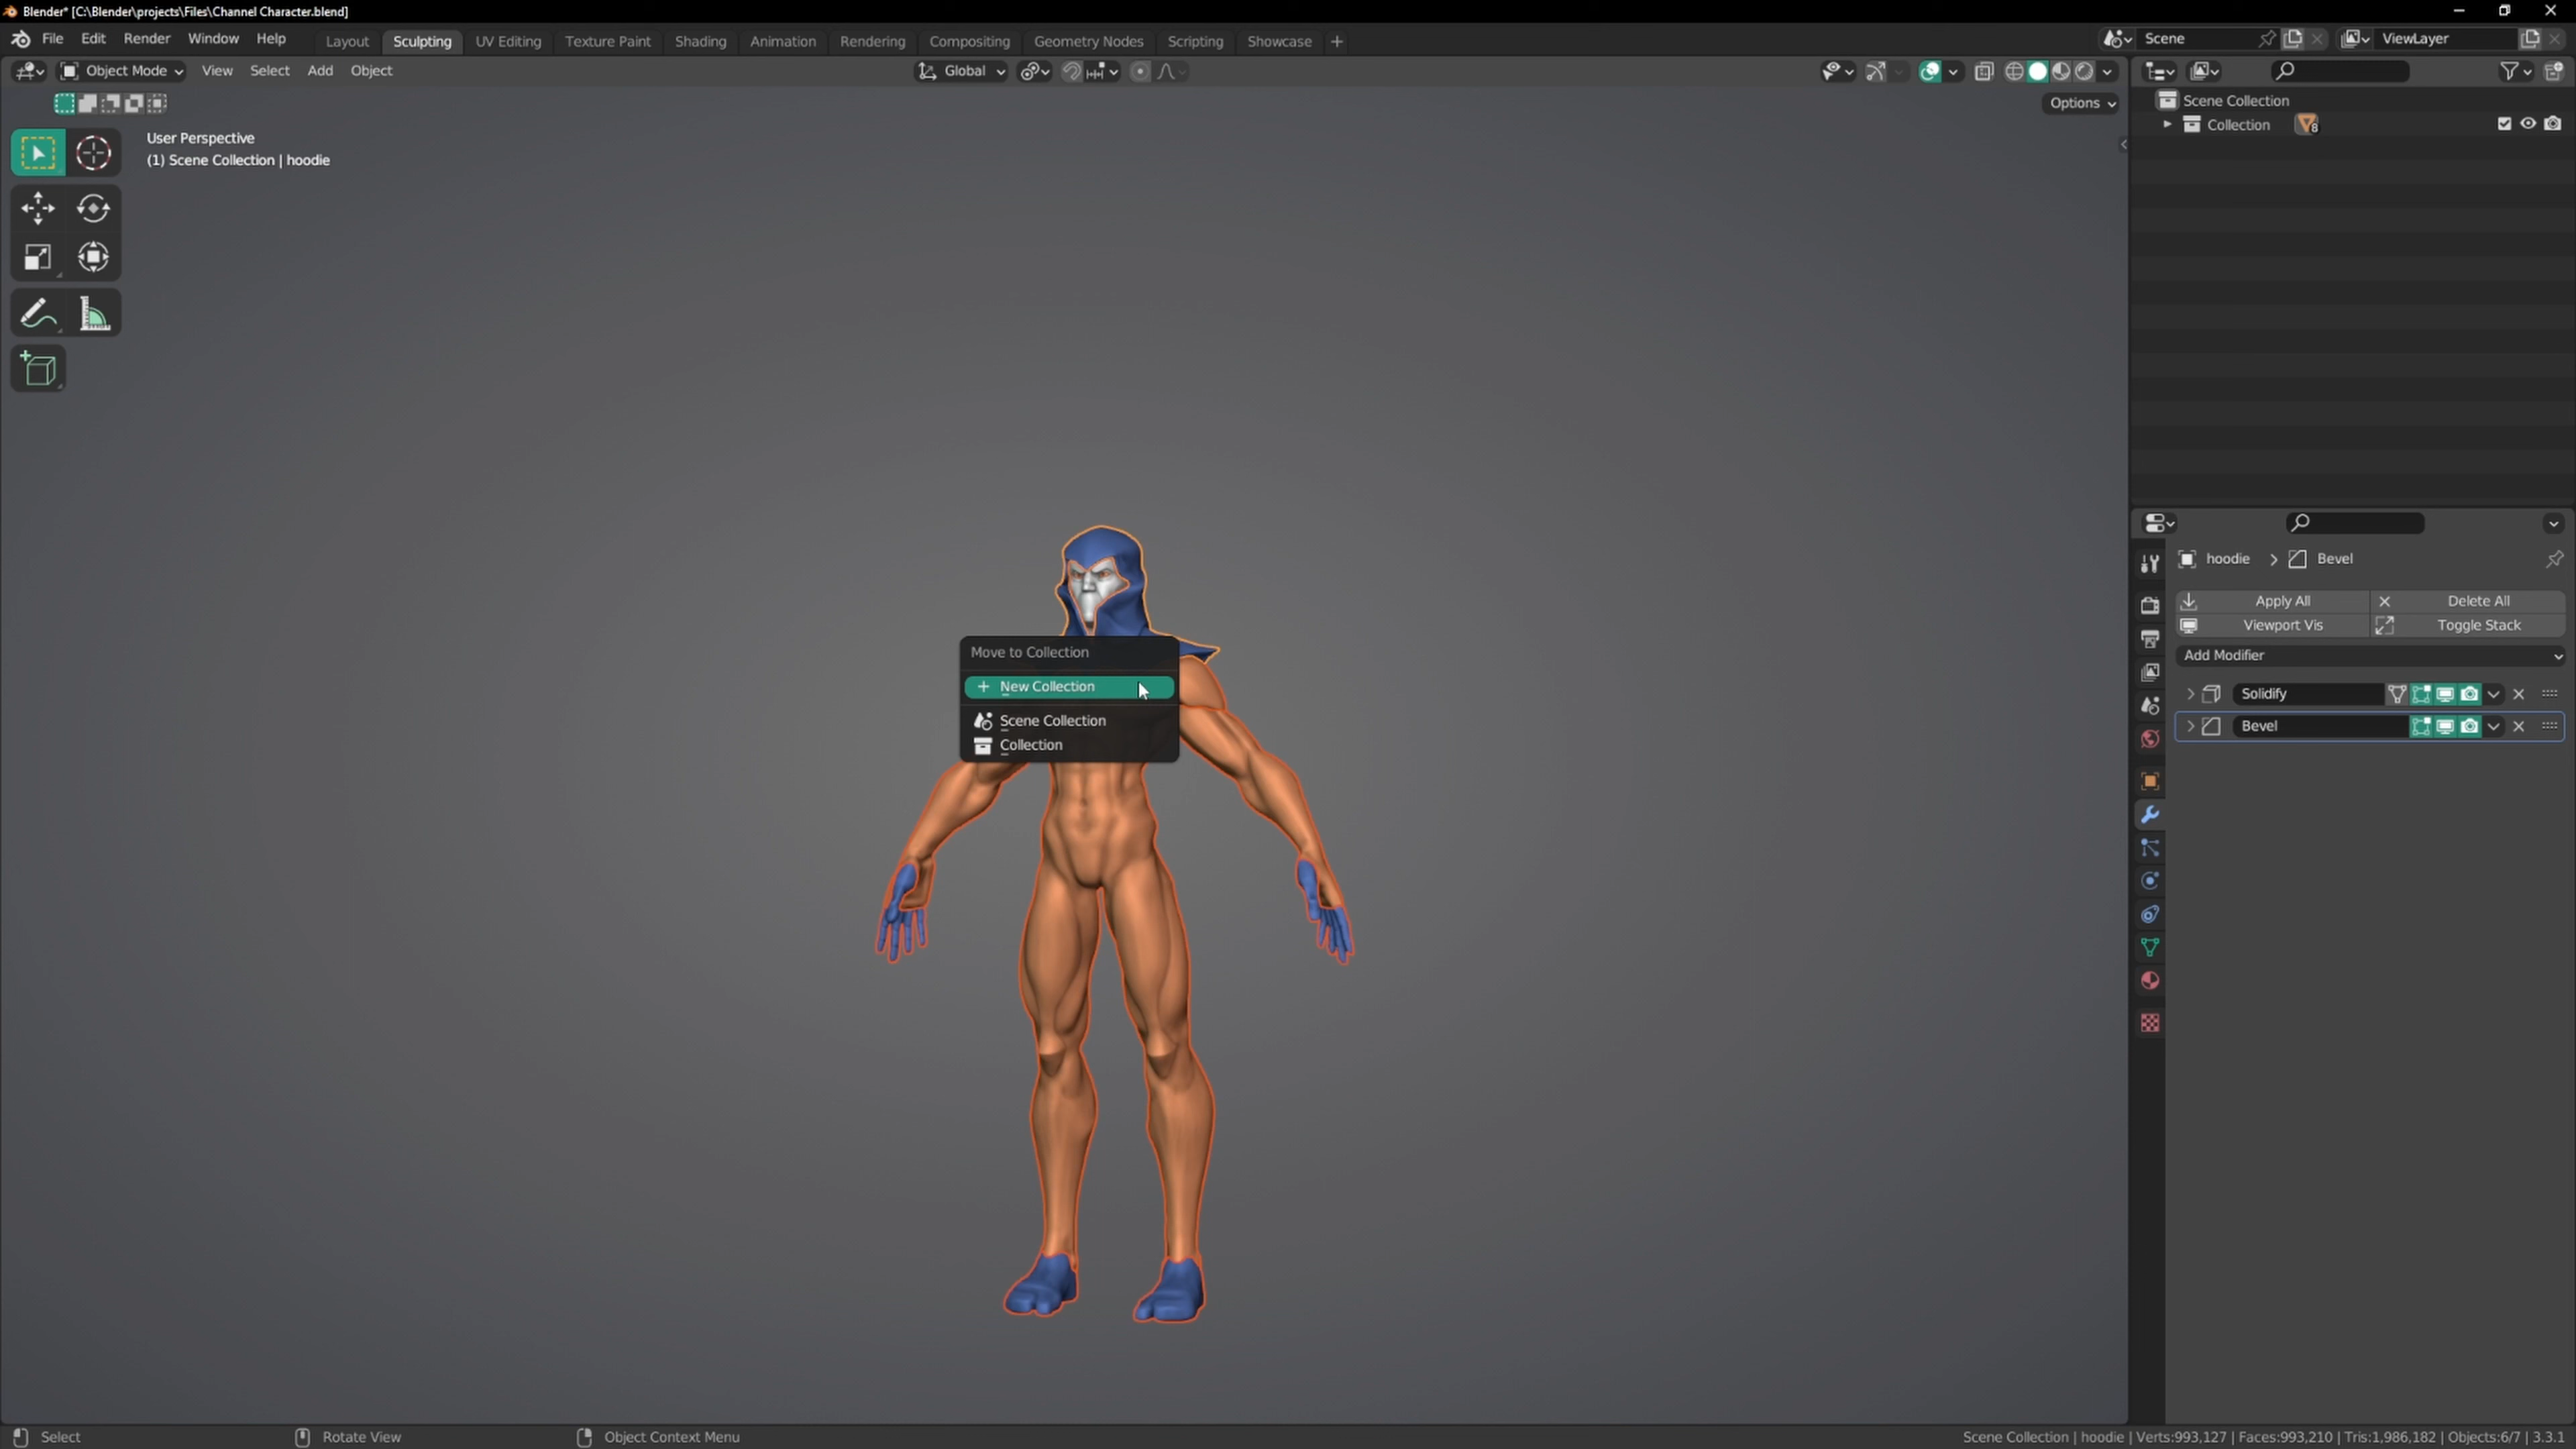 Blender* [C:\Blender\projects\Files\Channel Character.blend]
File Edit Render Window Help Layout Sculpting UV Editing Texture Paint Shading Animation Rendering Compositing Geometry Nodes Scripting Showcase + Scene ViewLayer
Object Mode View Select Add Object Global
Options
User Perspective
(1) Scene Collection | hoodie
Scene Collection
Collection 8
Move to Collection
New Collection
Scene Collection
Collection
hoodie > Bevel
Apply All Delete All
Viewport Vis Toggle Stack
Add Modifier
Solidify
Bevel
Select Rotate View Object Context Menu Scene Collection | hoodie | Verts:993,127 | Faces:993,210 | Tris:1,986,182 | Objects:6/7 | 3.3.1